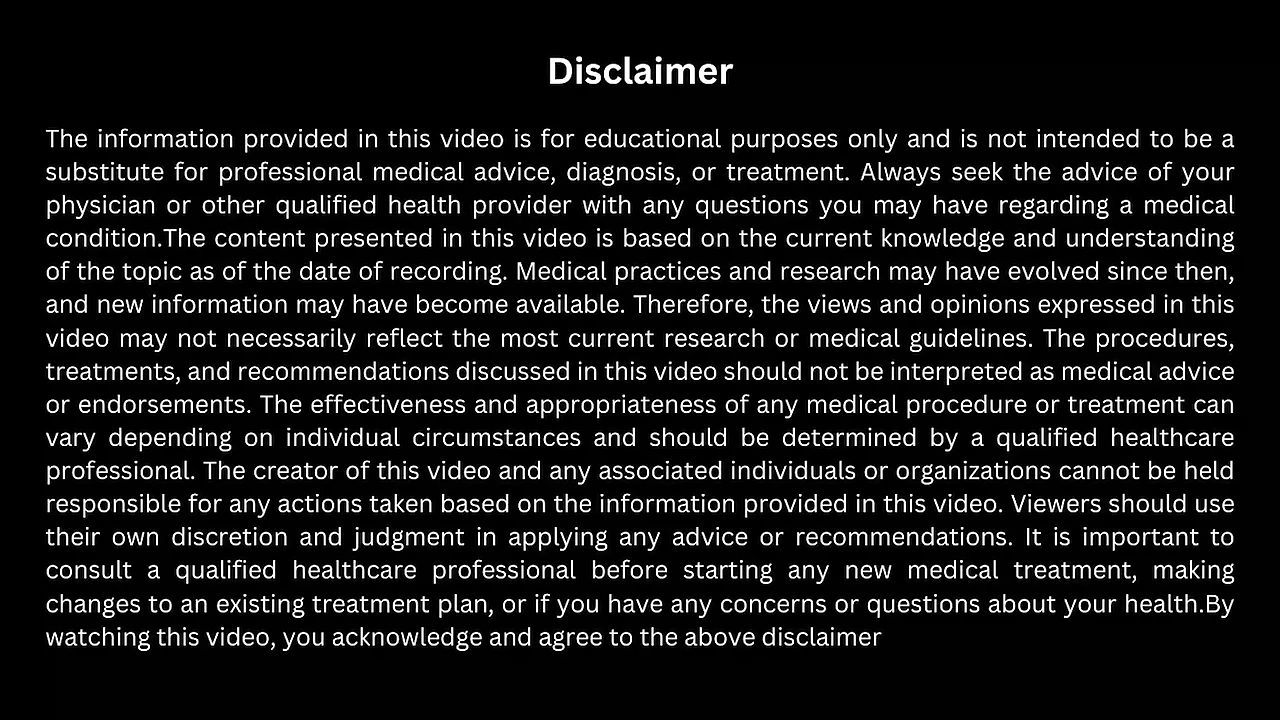 Disclaimer
The information provided in this video is for educational purposes only and is not intended to be a
substitute for professional medical advice, diagnosis, or treatment. Always seek the advice of your
physician or other qualified health provider with any questions you may have regarding a medical
condition.The content presented in this video is based on the current knowledge and understanding
of the topic as of the date of recording. Medical practices and research may have evolved since then,
and new information may have become available. Therefore, the views and opinions expressed in this
video may not necessarily reflect the most current research or medical guidelines. The procedures,
treatments, and recommendations discussed in this video should not be interpreted as medical advice
or endorsements. The effectiveness and appropriateness of any medical procedure or treatment can
vary depending on individual circumstances and should be determined by a qualified healthcare
professional. The creator of this video and any associated individuals or organizations cannot be held
responsible for any actions taken based on the information provided in this video. Viewers should use
their own discretion and judgment in applying any advice or recommendations. It is important to
consult a qualified healthcare professional before starting any new medical treatment, making
changes to an existing treatment plan, or if you have any concerns or questions about your health.By
watching this video, you acknowledge and agree to the above disclaimer